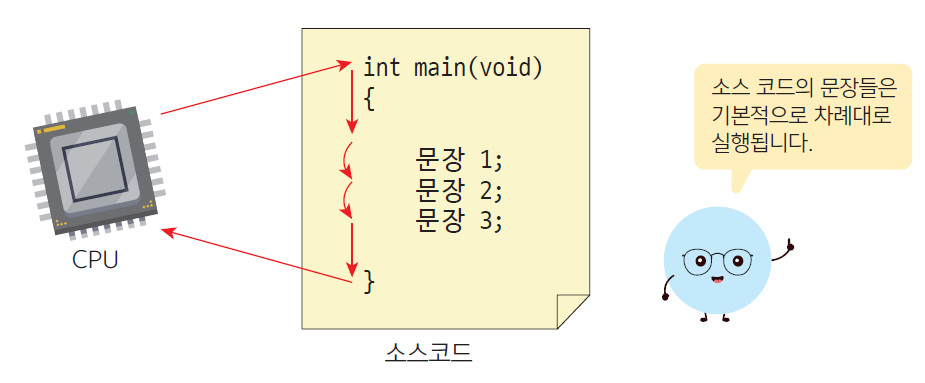 int main(void)
{
문장 1;
문장 2;
문장 3;
}
CPU
소스코드
소스 코드의 문장들은
기본적으로 차례대로
실행됩니다.